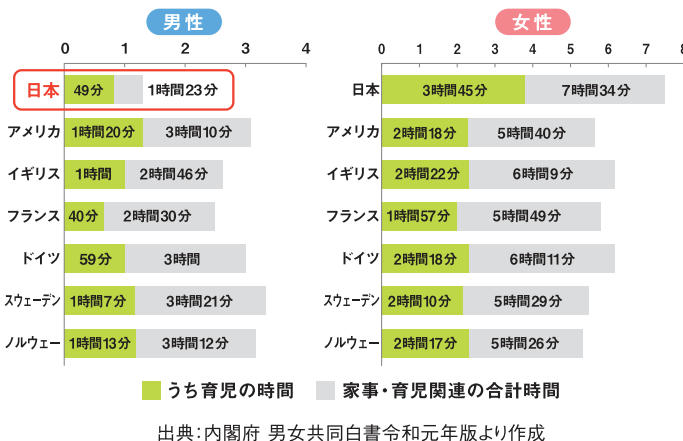 男性
0 1 2 3 4
日本 49分 1時間23分
アメリカ 1時間20分 3時間10分
イギリス 1時間 2時間46分
フランス 40分 2時間30分
ドイツ 59分 3時間
スウェーデン 1時間7分 3時間21分
ノルウェー 1時間13分 3時間12分
女性
0 1 2 3 4 5 6 7 8
日本 3時間45分 7時間34分
アメリカ 2時間18分 5時間40分
イギリス 2時間22分 6時間9分
フランス 1時間57分 5時間49分
ドイツ 2時間18分 6時間11分
スウェーデン 2時間10分 5時間29分
ノルウェー 2時間17分 5時間26分
うち育児の時間 家事・育児関連の合計時間
出典：内閣府 男女共同白書令和元年版より作成